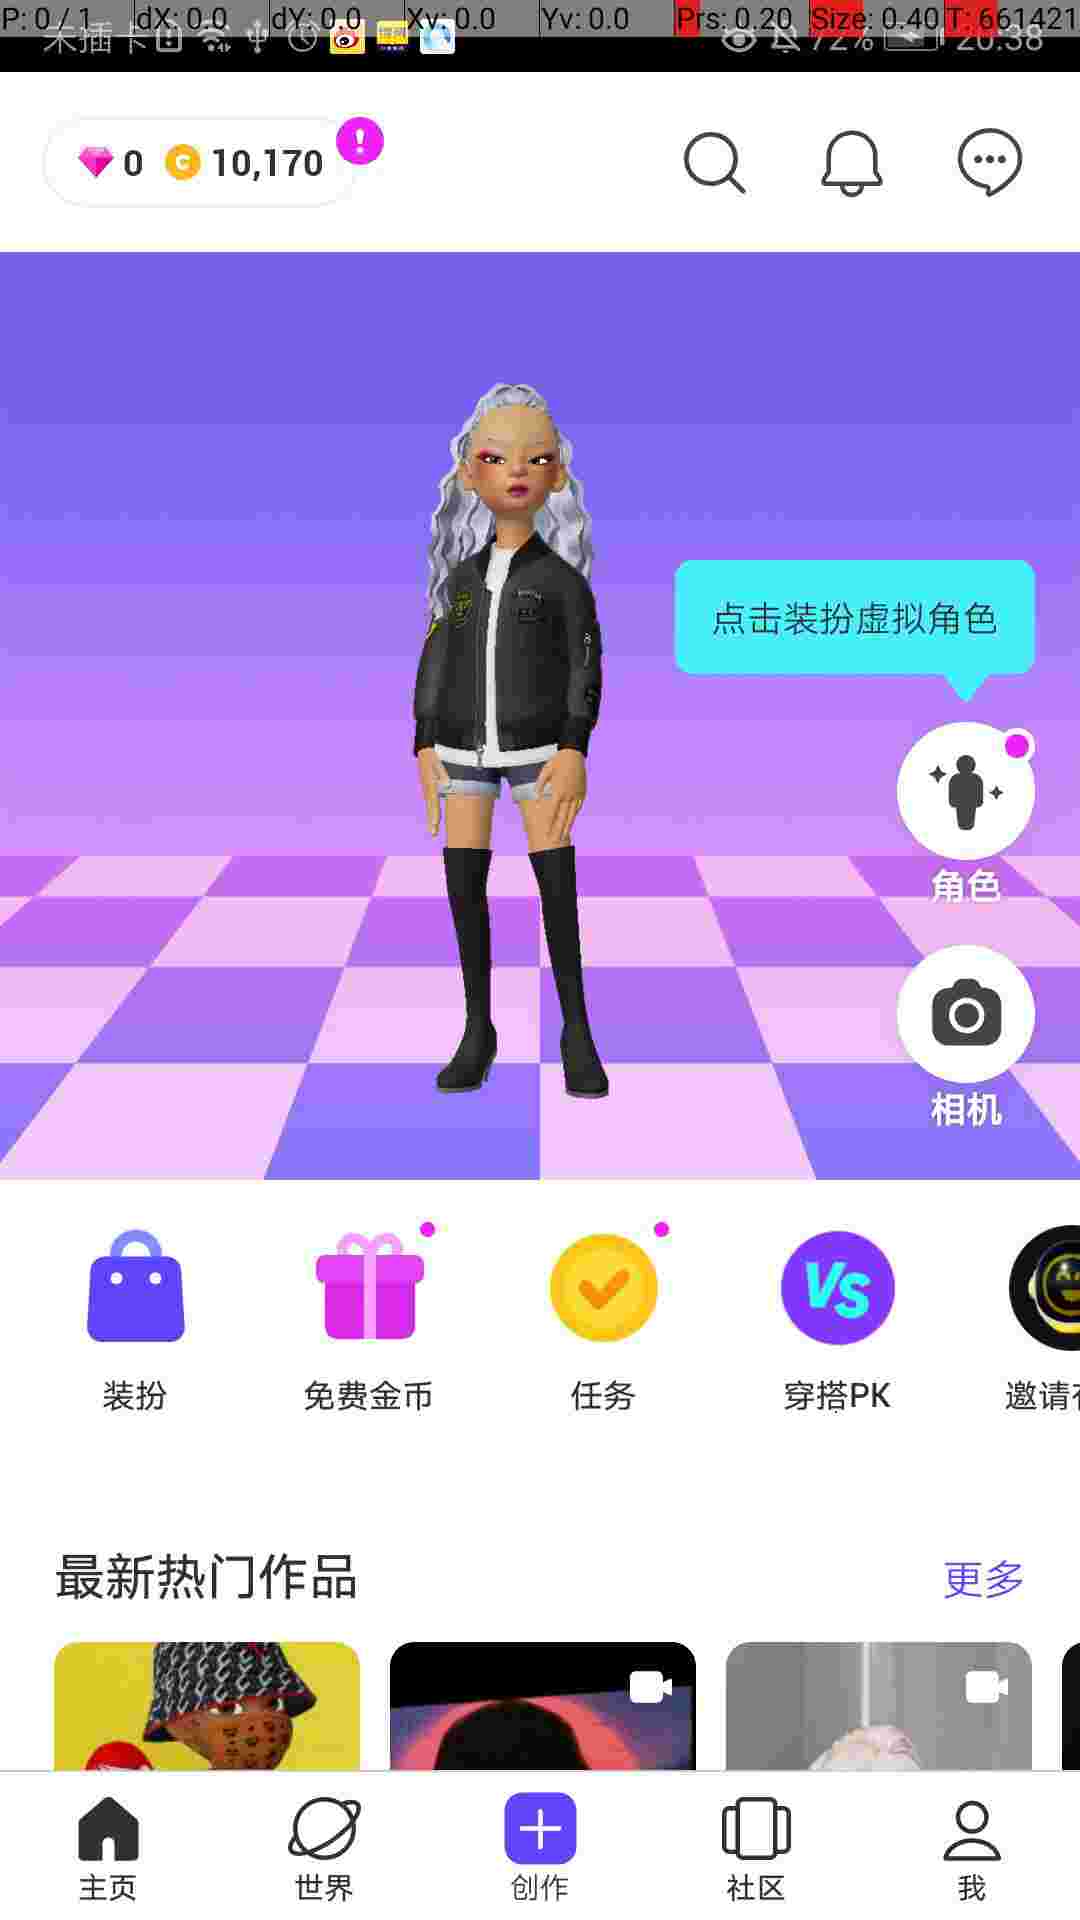 P: 0 / 1 dX: 0.0 dY: 0.0 Xv: 0.0 Yv: 0.0 Prs: 0.20 Size: 0.40 T: 661421
未插卡 72% 20:38
0 10,170
点击装扮虚拟角色
角色
相机
装扮 免费金币 任务 穿搭PK 邀请
最新热门作品 更多
主页 世界 创作 社区 我